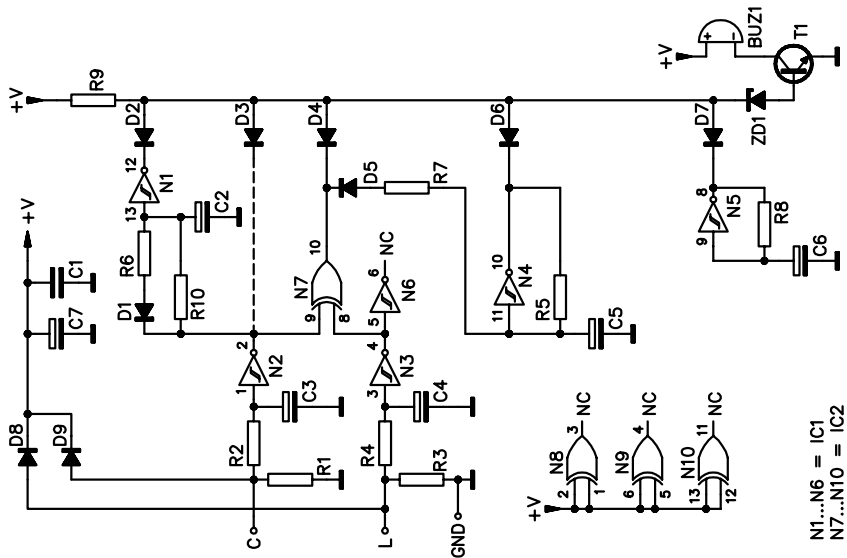 +V
R9
D2
D3
D4
D6
D7
ZD1
+V
+
-
BUZ1
T1
12
N1
13
R6
C2
D1
R10
+V
C1
C7
D8
D9
10
N7
9
8
D5
R7
6
NC
5
N6
10
N4
11
R5
C5
8
N5
9
R8
C6
2
N2
1
C3
R2
R1
4
N3
3
C4
R4
R3
C
L
GND
+V
2
1
N8
3
NC
6
5
N9
4
NC
13
12
N10
11
NC
N1...N6 = IC1
N7...N10 = IC2